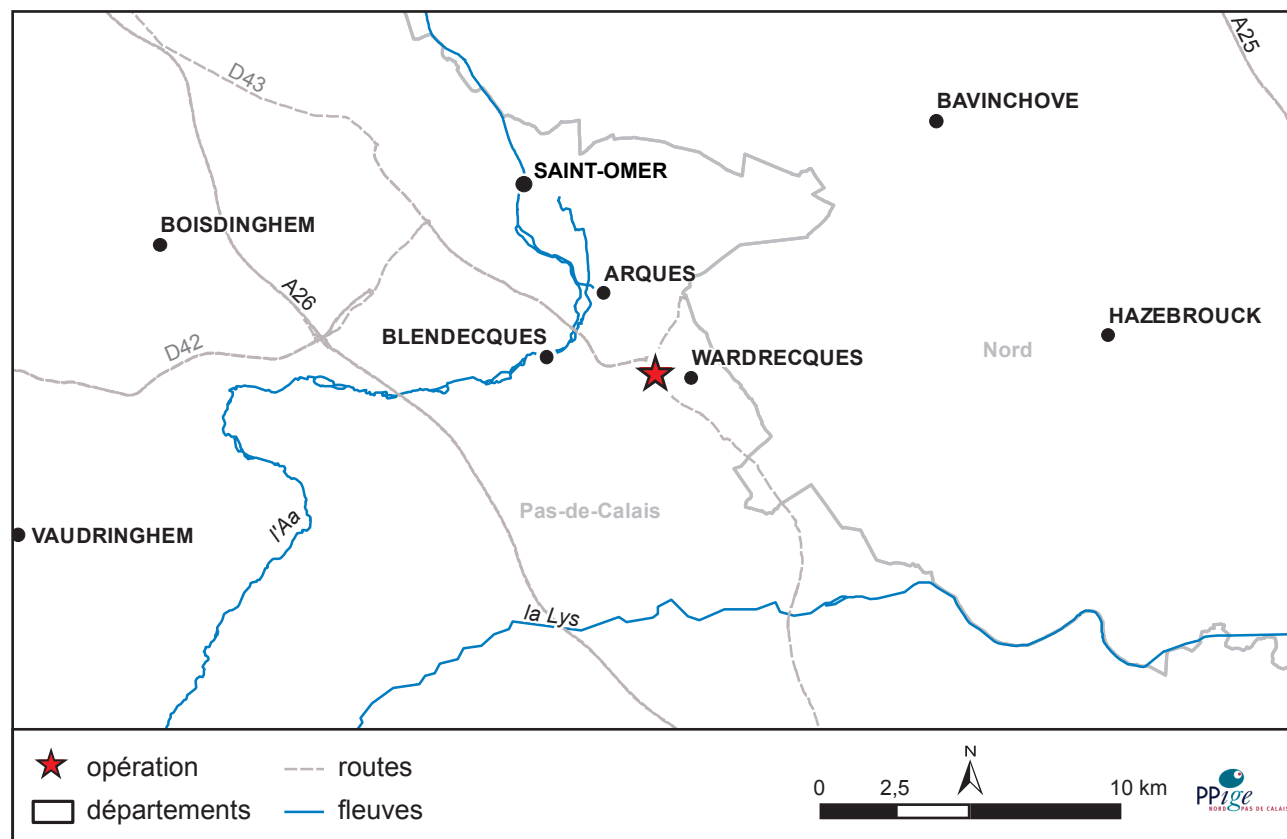 A25
D43
BAVINCHOVE
SAINT-OMER
BOISDINGHEM
ARQUES
A26
HAZEBROUCK
BLENDECQUES
D42
Nord
WARDRECQUES
Pas-de-Calais
l'Aa
VAUDRINGHEM
la Lys
opération
routes
départements
fleuves
N
0 2,5 10 km
PPige
NORD PAS DE CALAIS